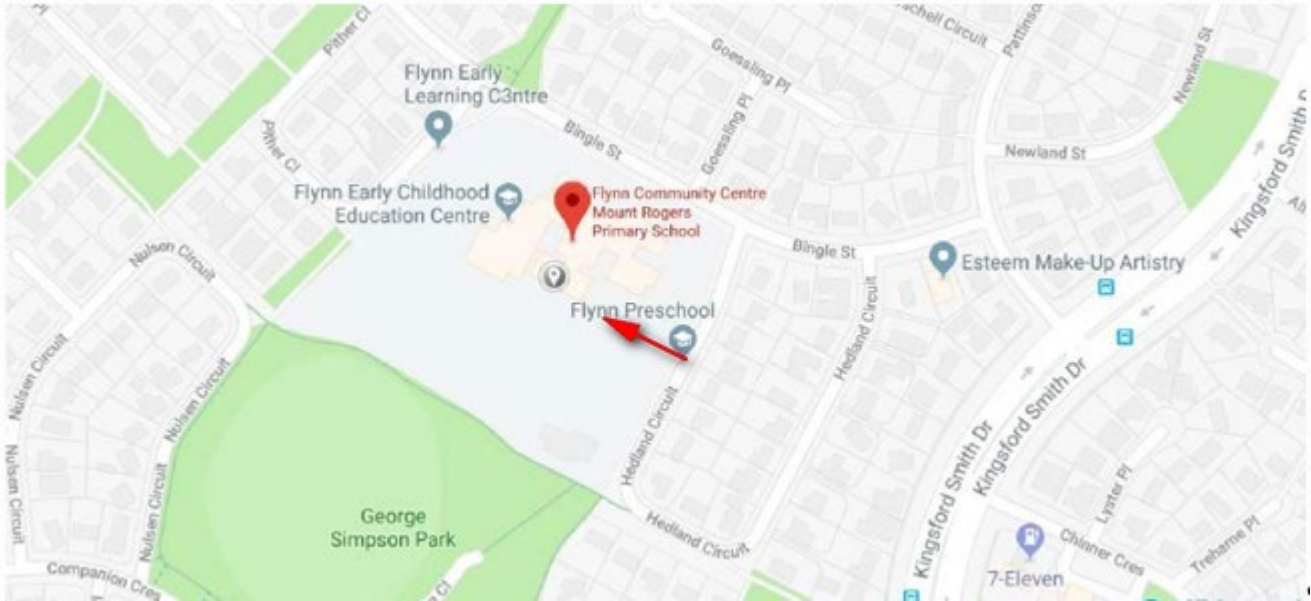 Pither Cl
Goessling Pl
Pattinson
Newland St
Flynn Early
Learning C3ntre
Bingle St
Goessling Pl
Newland St
Kingsford Smith D
Pither Cl
Flynn Early Childhood
Education Centre
Flynn Community Centre
Mount Rogers
Primary School
Nulsen Circuit
Bingle St
Esteem Make-Up Artistry
Flynn Preschool
Hedland Circuit
Nulsen Circuit
Nulsen Circuit
Hedland Circuit
Kingsford Smith Dr
Kingsford Smith Dr
Nulsen Circuit
Nulsen Circuit
George
Simpson Park
Hedland Circuit
Lyster Pl
Chinner Cres
Treharne Pl
7-Eleven
Kingsford Smith Dr
Companion Cres
Cl